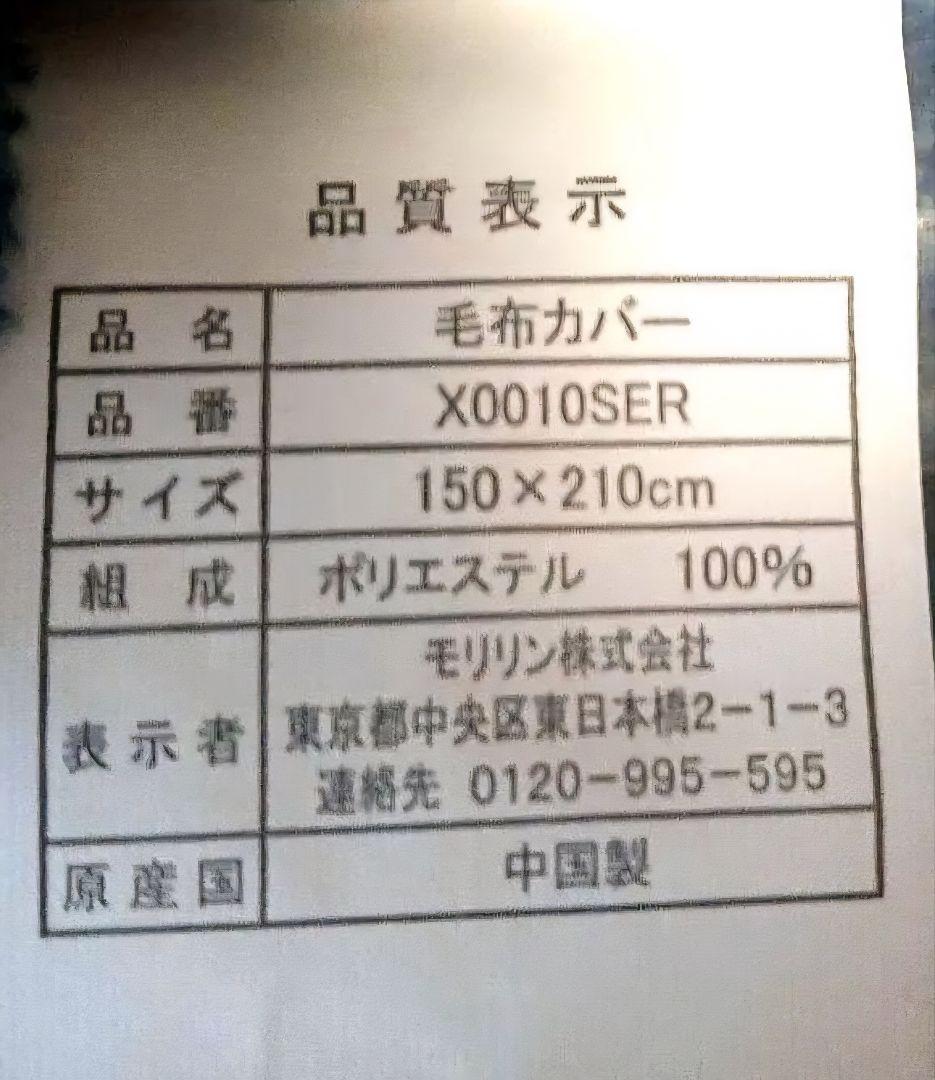 品質表示
品名 毛布カバー
品番 X0010SER
サイズ 150×210cm
組成 ポリエステル 100%
表示者 モリリン株式会社
東京都中央区東日本橋2-1-3
連絡先 0120-995-595
原産国 中国製